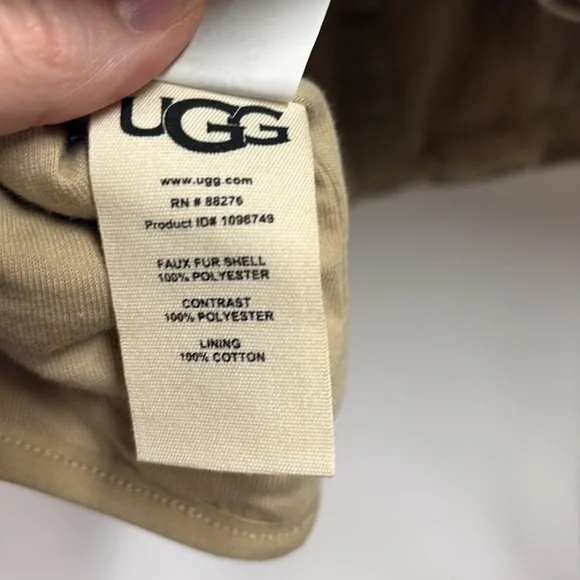 UGG
www.ugg.com
RN # 88276
Product ID# 1096749
FAUX FUR SHELL
100% POLYESTER
CONTRAST
100% POLYESTER
LINING
100% COTTON